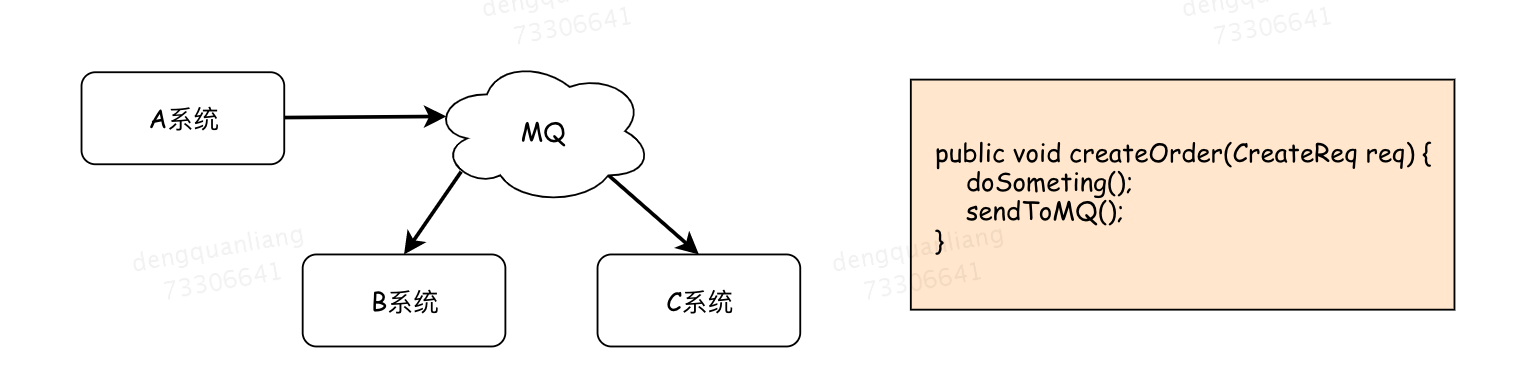 dengquanliang
73306641
dengquanliang
73306641
A系统
MQ
B系统
C系统
public void createOrder(CreateReq req) {
doSometing();
sendToMQ();
}
dengquanliang
73306641
dengquanliang
73306641